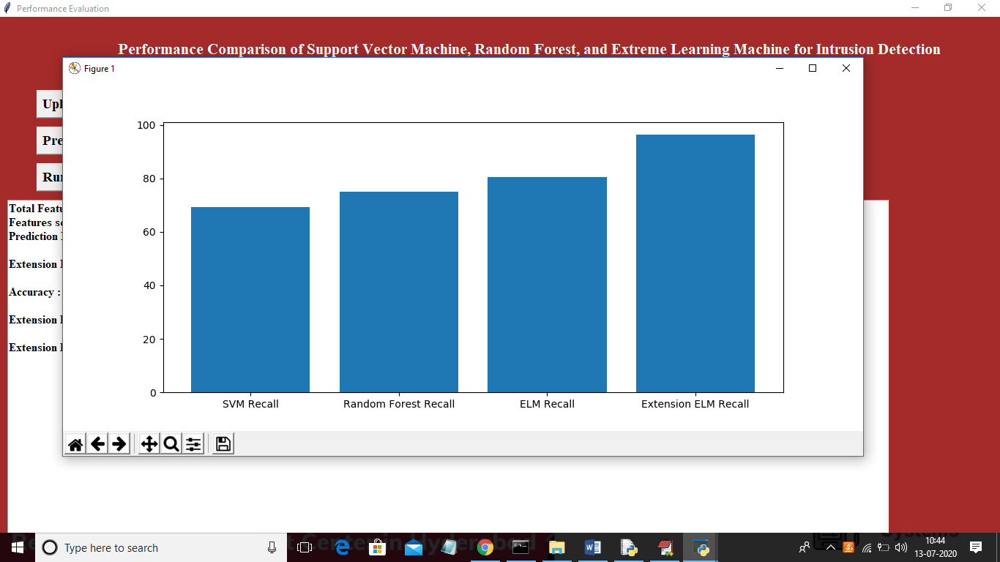 Performance Evaluation
Performance Comparison of Support Vector Machine, Random Forest, and Extreme Learning Machine for Intrusion Detection
Figure 1
Upl
Pre
Ru
Total Featu
Features se
Prediction
Extension
Accuracy :
Extension
Extension
100
80
60
40
20
0
SVM Recall
Random Forest Recall
ELM Recall
Extension ELM Recall
Type here to search
10:44
13-07-2020